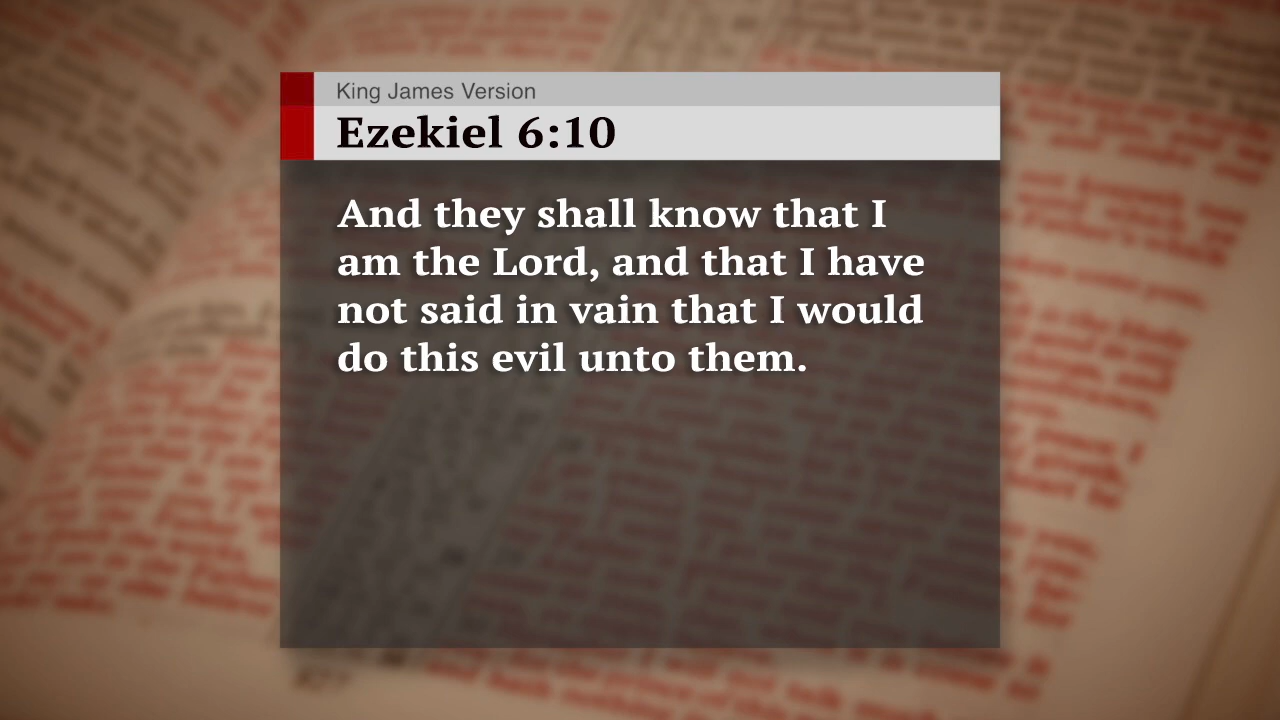 King James Version
Ezekiel 6:10
And they shall know that I
am the Lord, and that I have
not said in vain that I would
do this evil unto them.